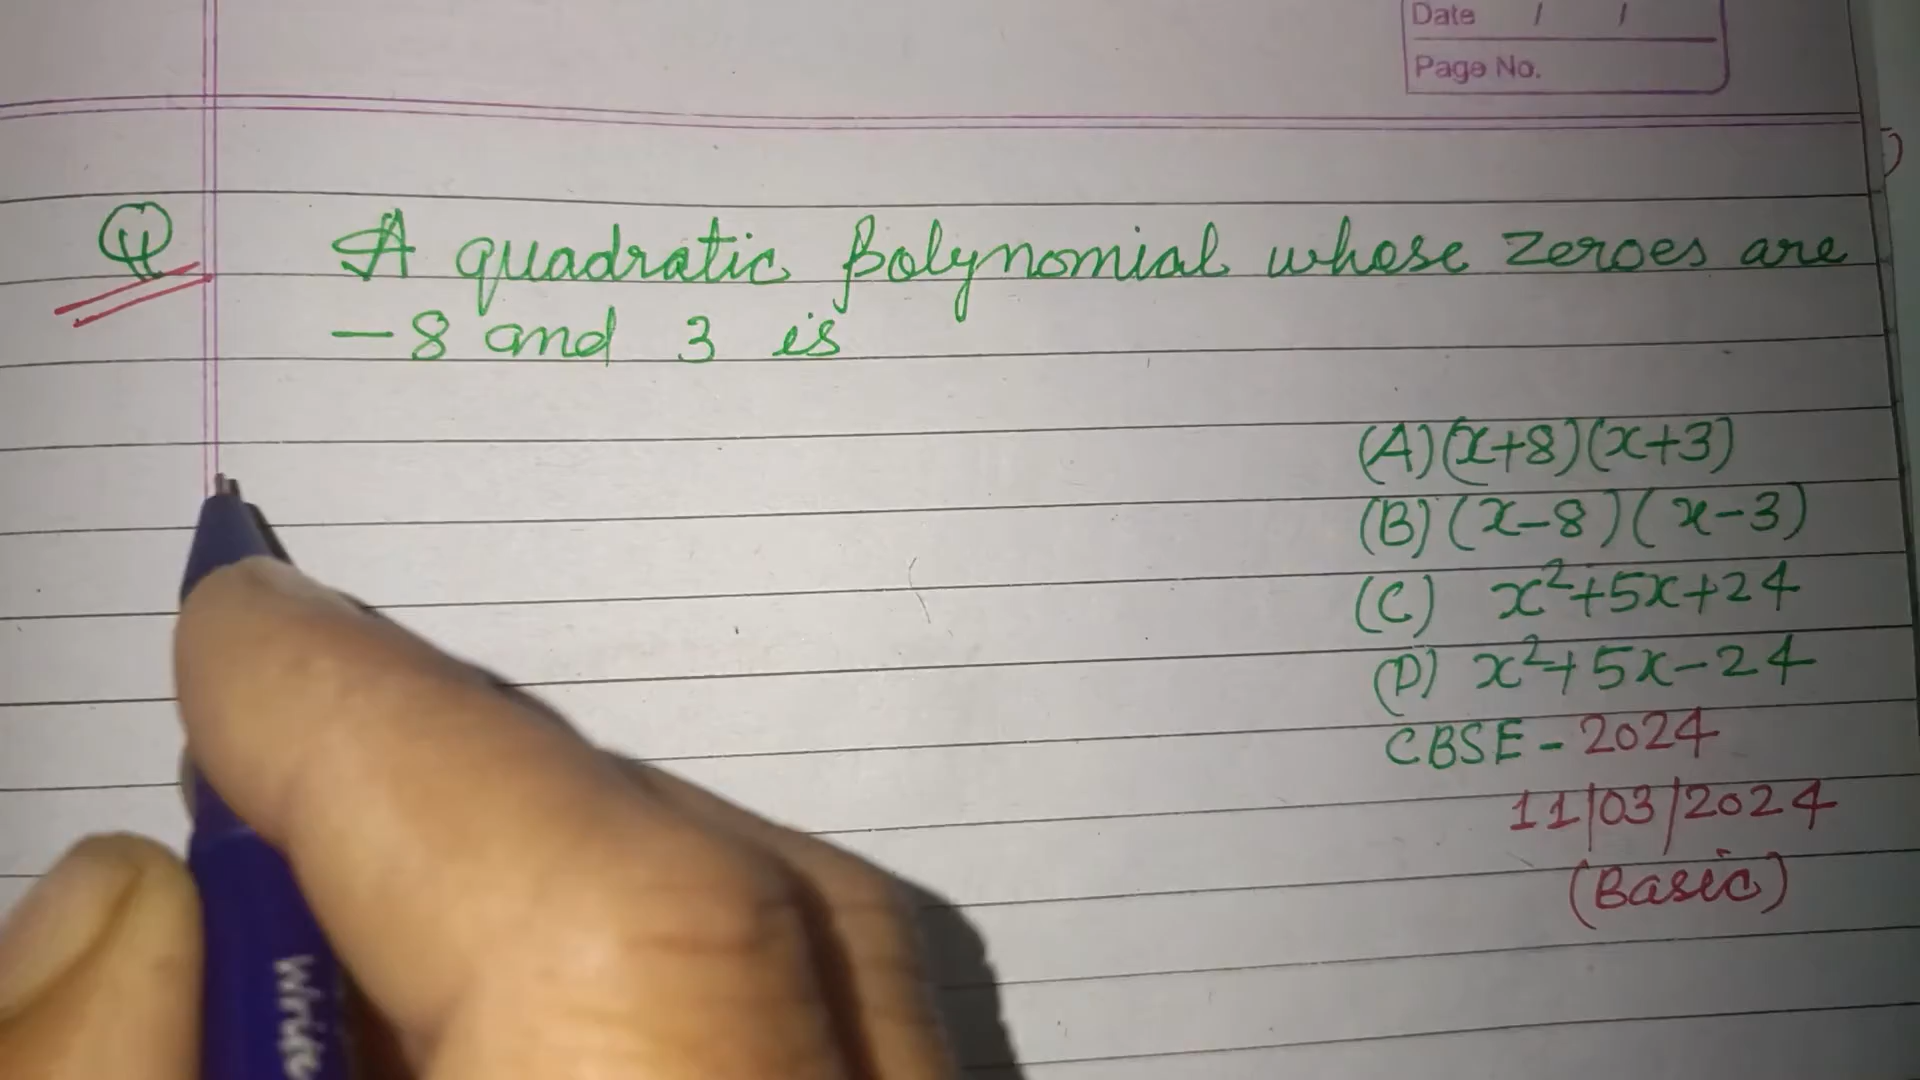 Date / /
Page No.
Q A quadratic polynomial whose zeroes are
-8 and 3 is
(A) (x+8)(x+3)
(B) (x-8)(x-3)
(C) x²+5x+24
(D) x²+5x-24
CBSE - 2024
11/03/2024
(Basic)